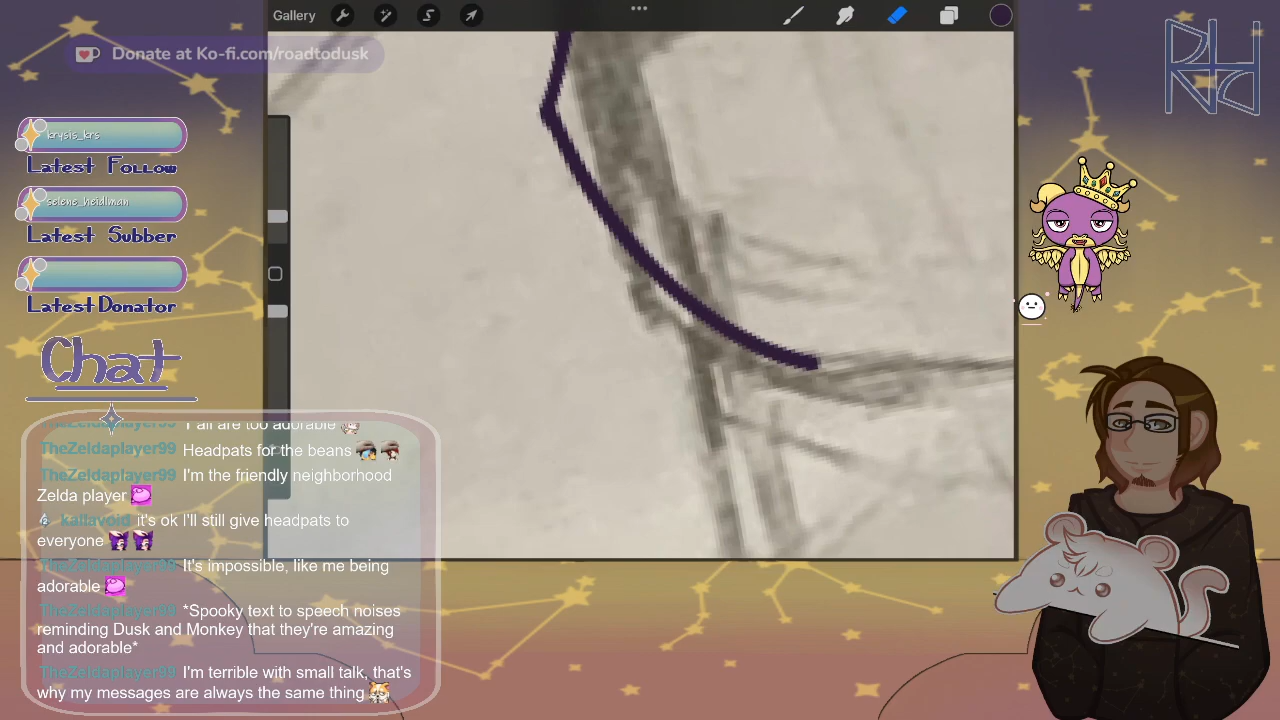 Gallery
Donate at Ko-fi.com/roadtodusk
RtD
krysis_krs
Latest Follow
selene_heidlman
Latest Subber
Latest Donator
Chat
TheZeldaplayer99 Y'all are too adorable
TheZeldaplayer99 Headpats for the beans
TheZeldaplayer99 I'm the friendly neighborhood
Zelda player
kallavoid it's ok I'll still give headpats to
everyone
TheZeldaplayer99 It's impossible, like me being
adorable
TheZeldaplayer99 *Spooky text to speech noises
reminding Dusk and Monkey that they're amazing
and adorable*
TheZeldaplayer99 I'm terrible with small talk, that's
why my messages are always the same thing